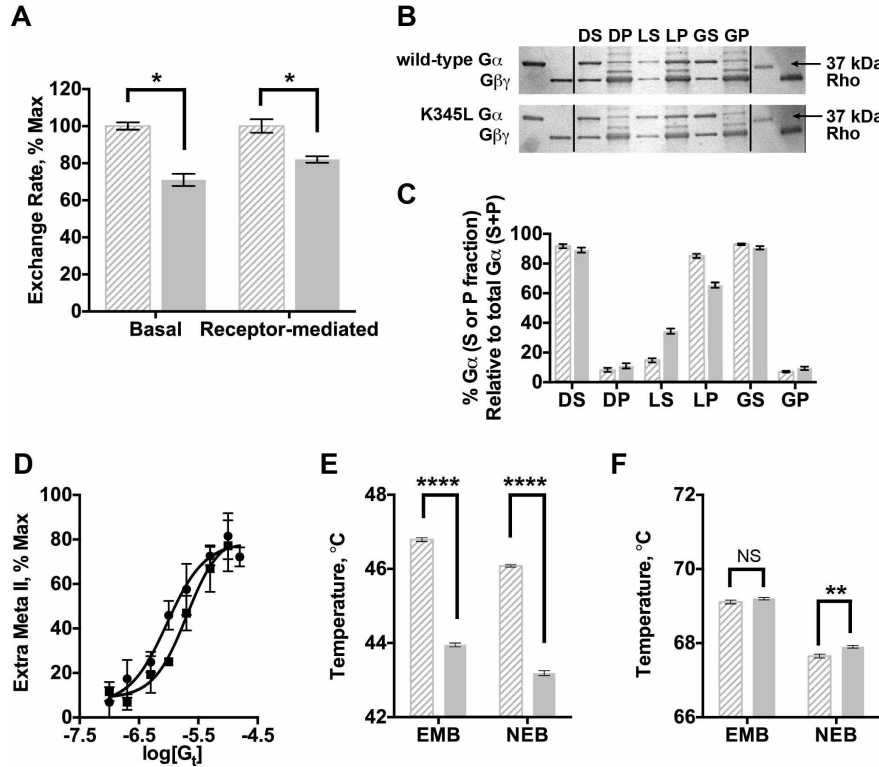 A
Exchange Rate, % Max
120
100
80
60
40
20
0
*
*
Basal
Receptor-mediated
B
DS DP LS LP GS GP
wild-type Gα
Gβγ
37 kDa
Rho
K345L Gα
Gβγ
37 kDa
Rho
C
% Gα (S or P fraction)
Relative to total Gα (S+P)
100
80
60
40
20
0
DS DP LS LP GS GP
D
Extra Meta II, % Max
100
80
60
40
20
0
-7.5 -6.5 -5.5 -4.5
log[Gt]
E
Temperature, °C
48
46
44
42
****
****
EMB NEB
F
Temperature, °C
72
70
68
66
NS
**
EMB NEB